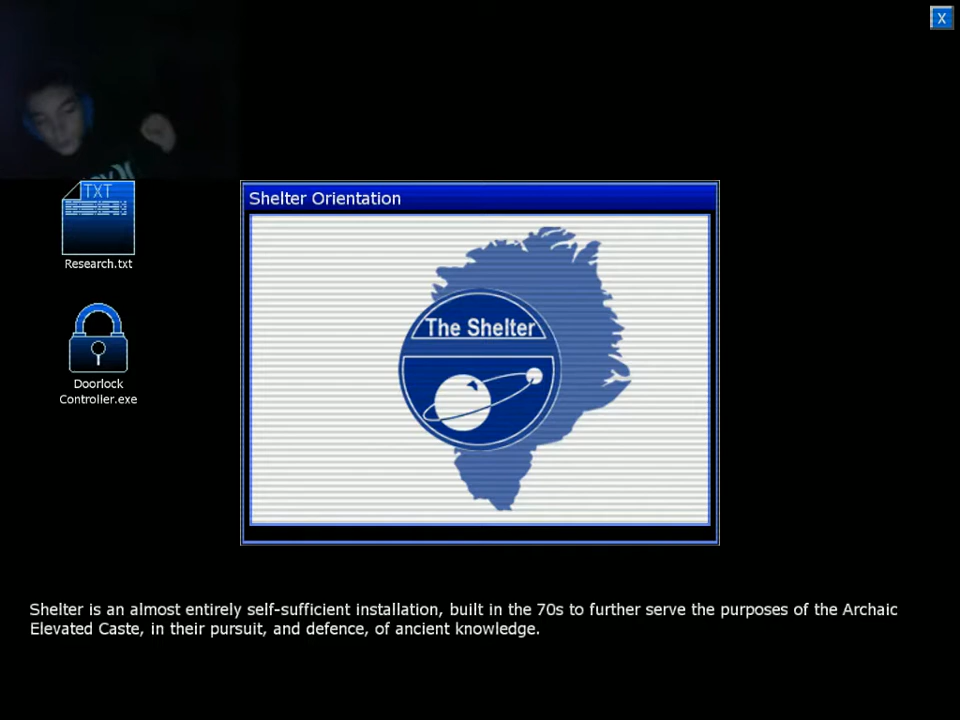 X
TXT
Research.txt
Shelter Orientation
The Shelter
Doorlock
Controller.exe
Shelter is an almost entirely self-sufficient installation, built in the 70s to further serve the purposes of the Archaic
Elevated Caste, in their pursuit, and defence, of ancient knowledge.